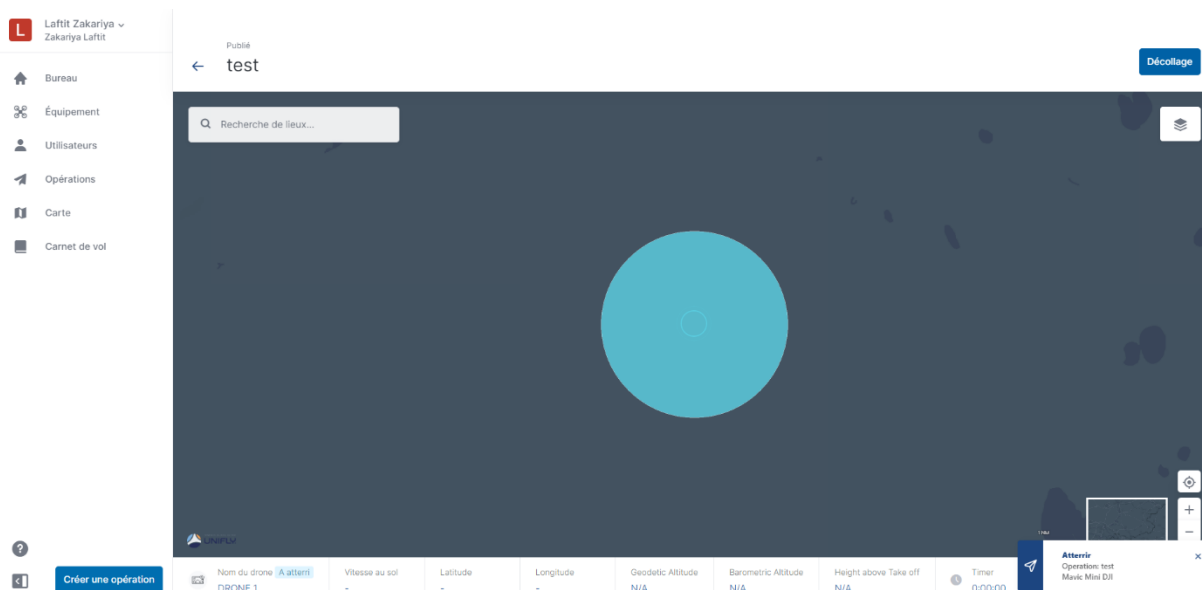 L
Laftit Zakariya
Zakariya Laftit
Bureau
Équipement
Utilisateurs
Opérations
Carte
Carnet de vol
Créer une opération
Publié
test
Décollage
Recherche de lieux...
UNIFLY
Nom du drone A atterri
DRONE 1
Vitesse au sol
-
Latitude
-
Longitude
-
Geodetic Altitude
N/A
Barometric Altitude
N/A
Height above Take off
N/A
Timer
0:00:00
Atterrir
Operation: test
Mavic Mini DJI